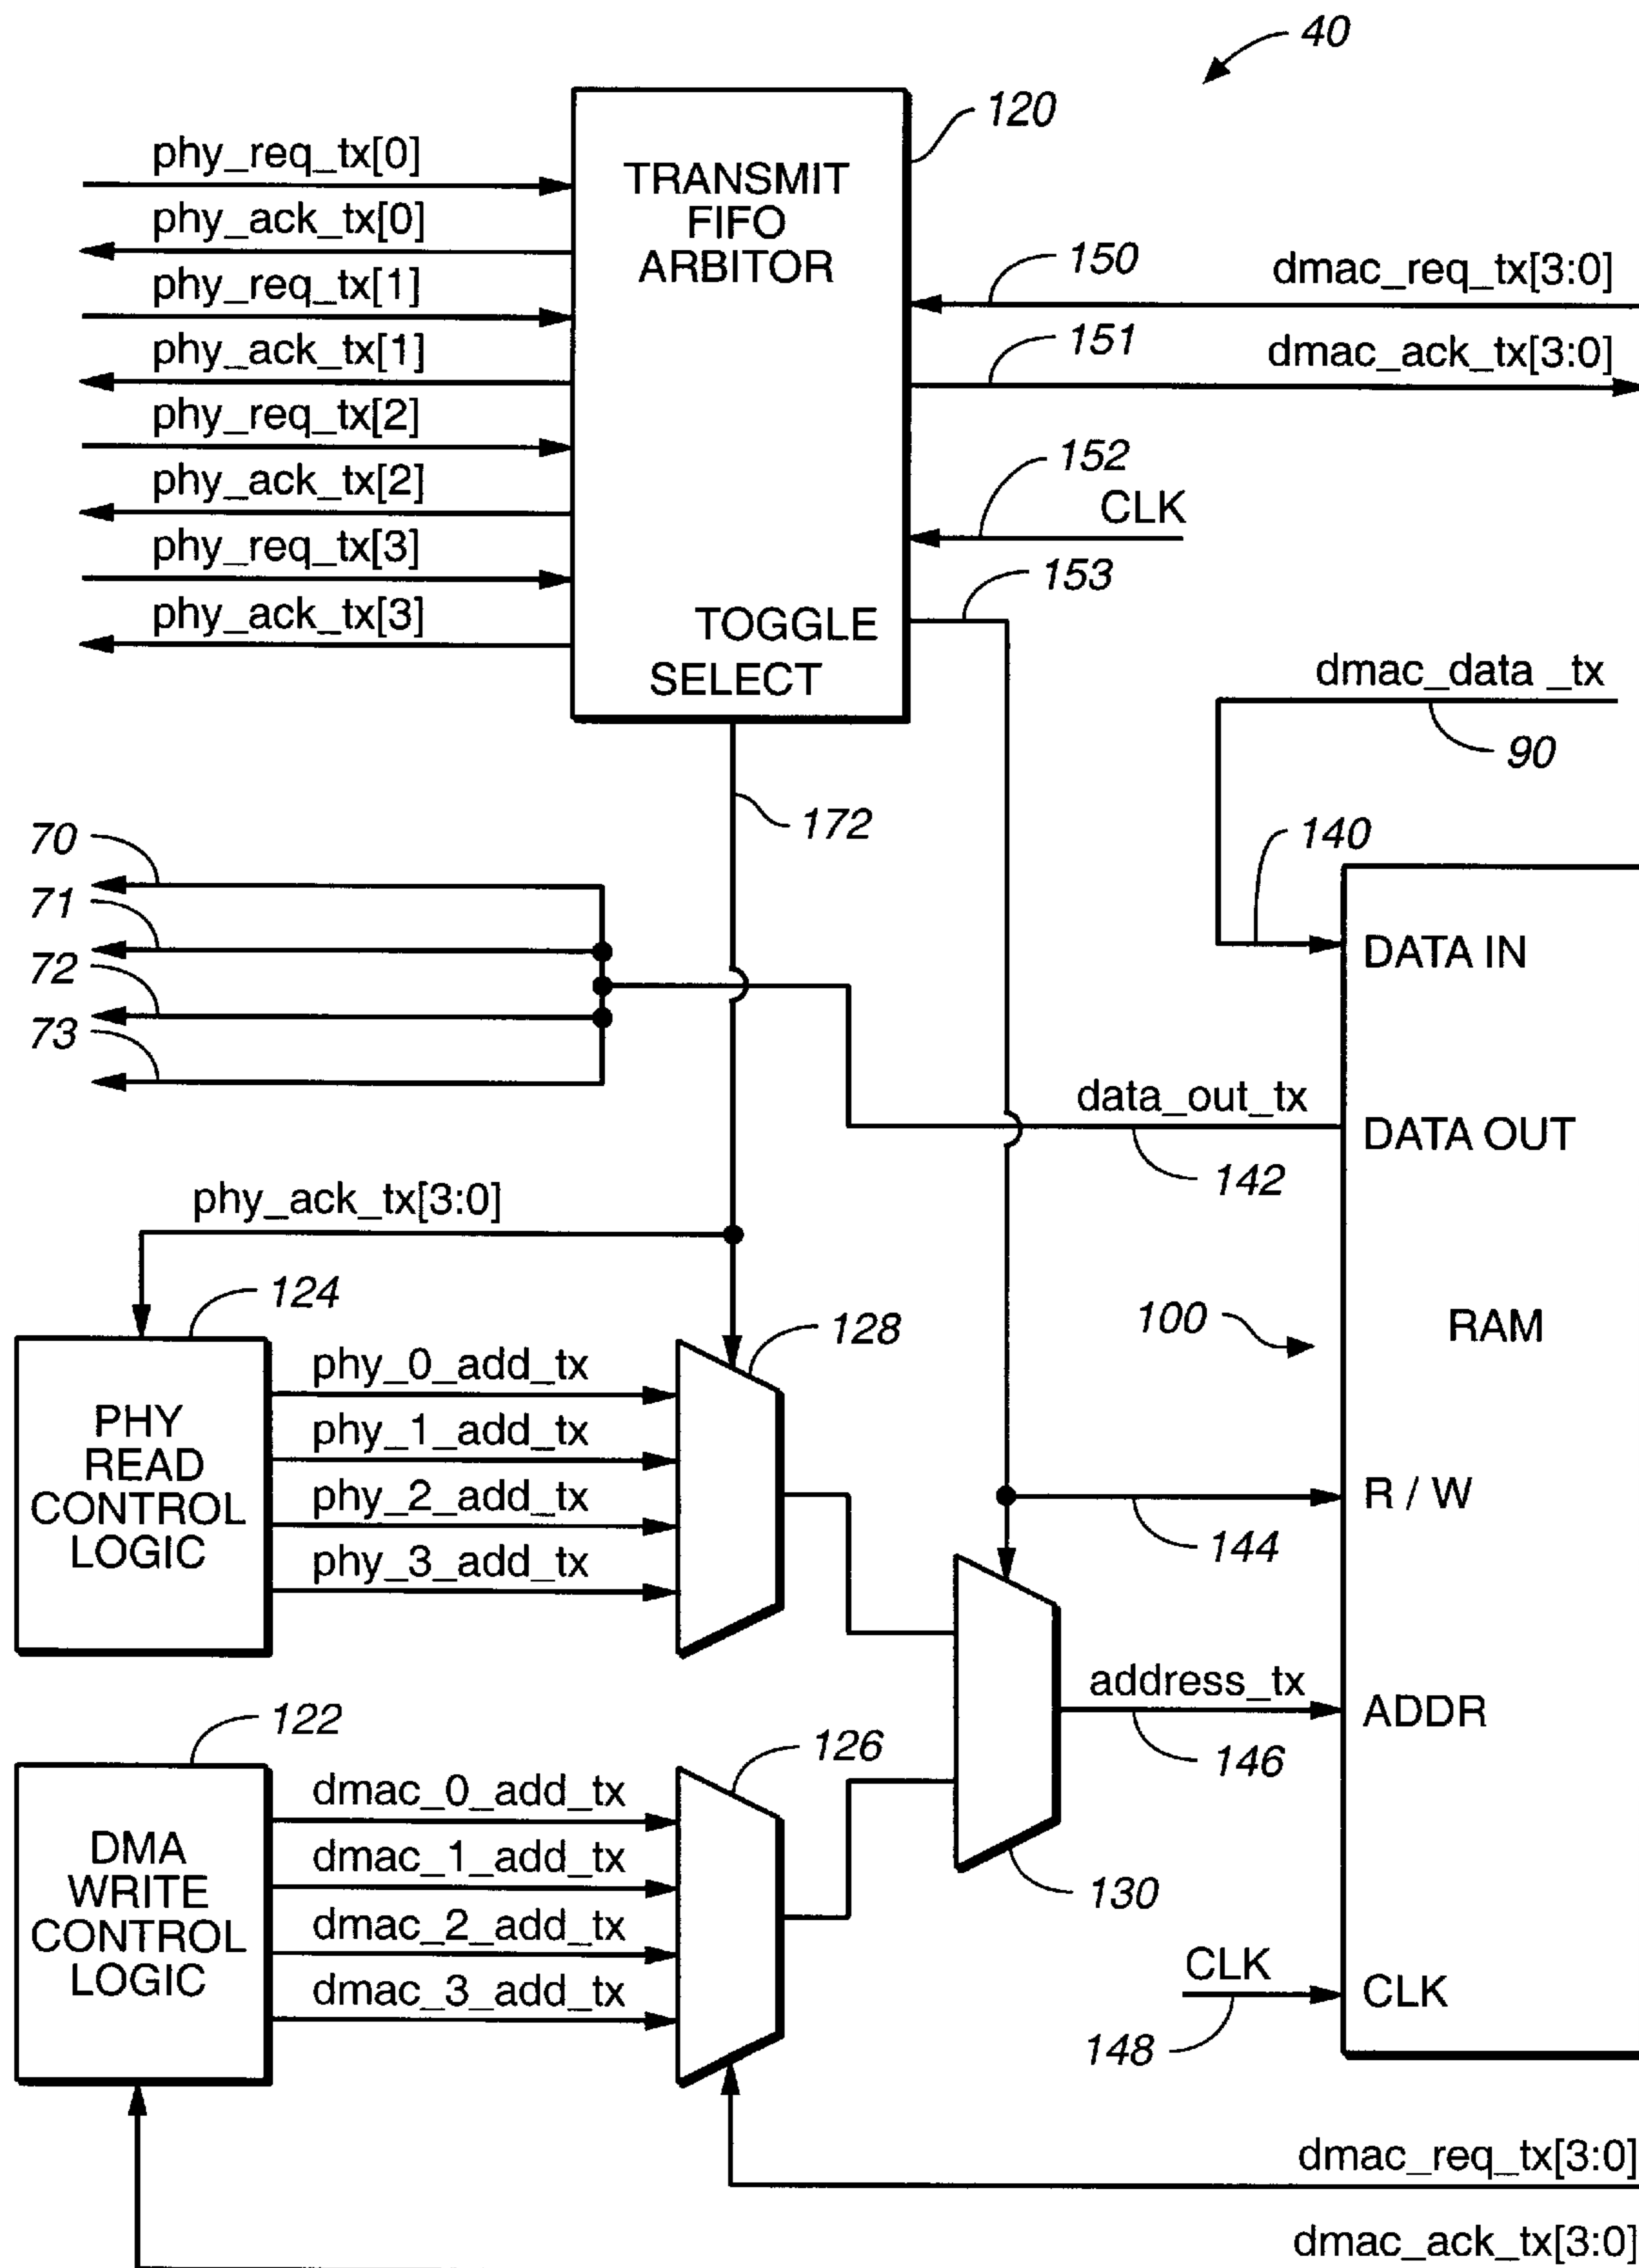 40
120
phy_req_tx[0]
TRANSMIT
FIFO
ARBITOR
phy_ack_tx[0]
phy_req_tx[1]
phy_ack_tx[1]
phy_req_tx[2]
phy_ack_tx[2]
phy_req_tx[3]
phy_ack_tx[3]
TOGGLE
SELECT
150
dmac_req_tx[3:0]
151
dmac_ack_tx[3:0]
152
CLK
153
dmac_data _tx
90
172
140
70
71
72
73
DATA IN
data_out_tx
DATA OUT
142
phy_ack_tx[3:0]
124
128
100
RAM
PHY
READ
CONTROL
LOGIC
phy_0_add_tx
phy_1_add_tx
phy_2_add_tx
phy_3_add_tx
R / W
144
address_tx
ADDR
146
122
126
DMA
WRITE
CONTROL
LOGIC
dmac_0_add_tx
dmac_1_add_tx
dmac_2_add_tx
dmac_3_add_tx
130
CLK
CLK
148
dmac_req_tx[3:0]
dmac_ack_tx[3:0]